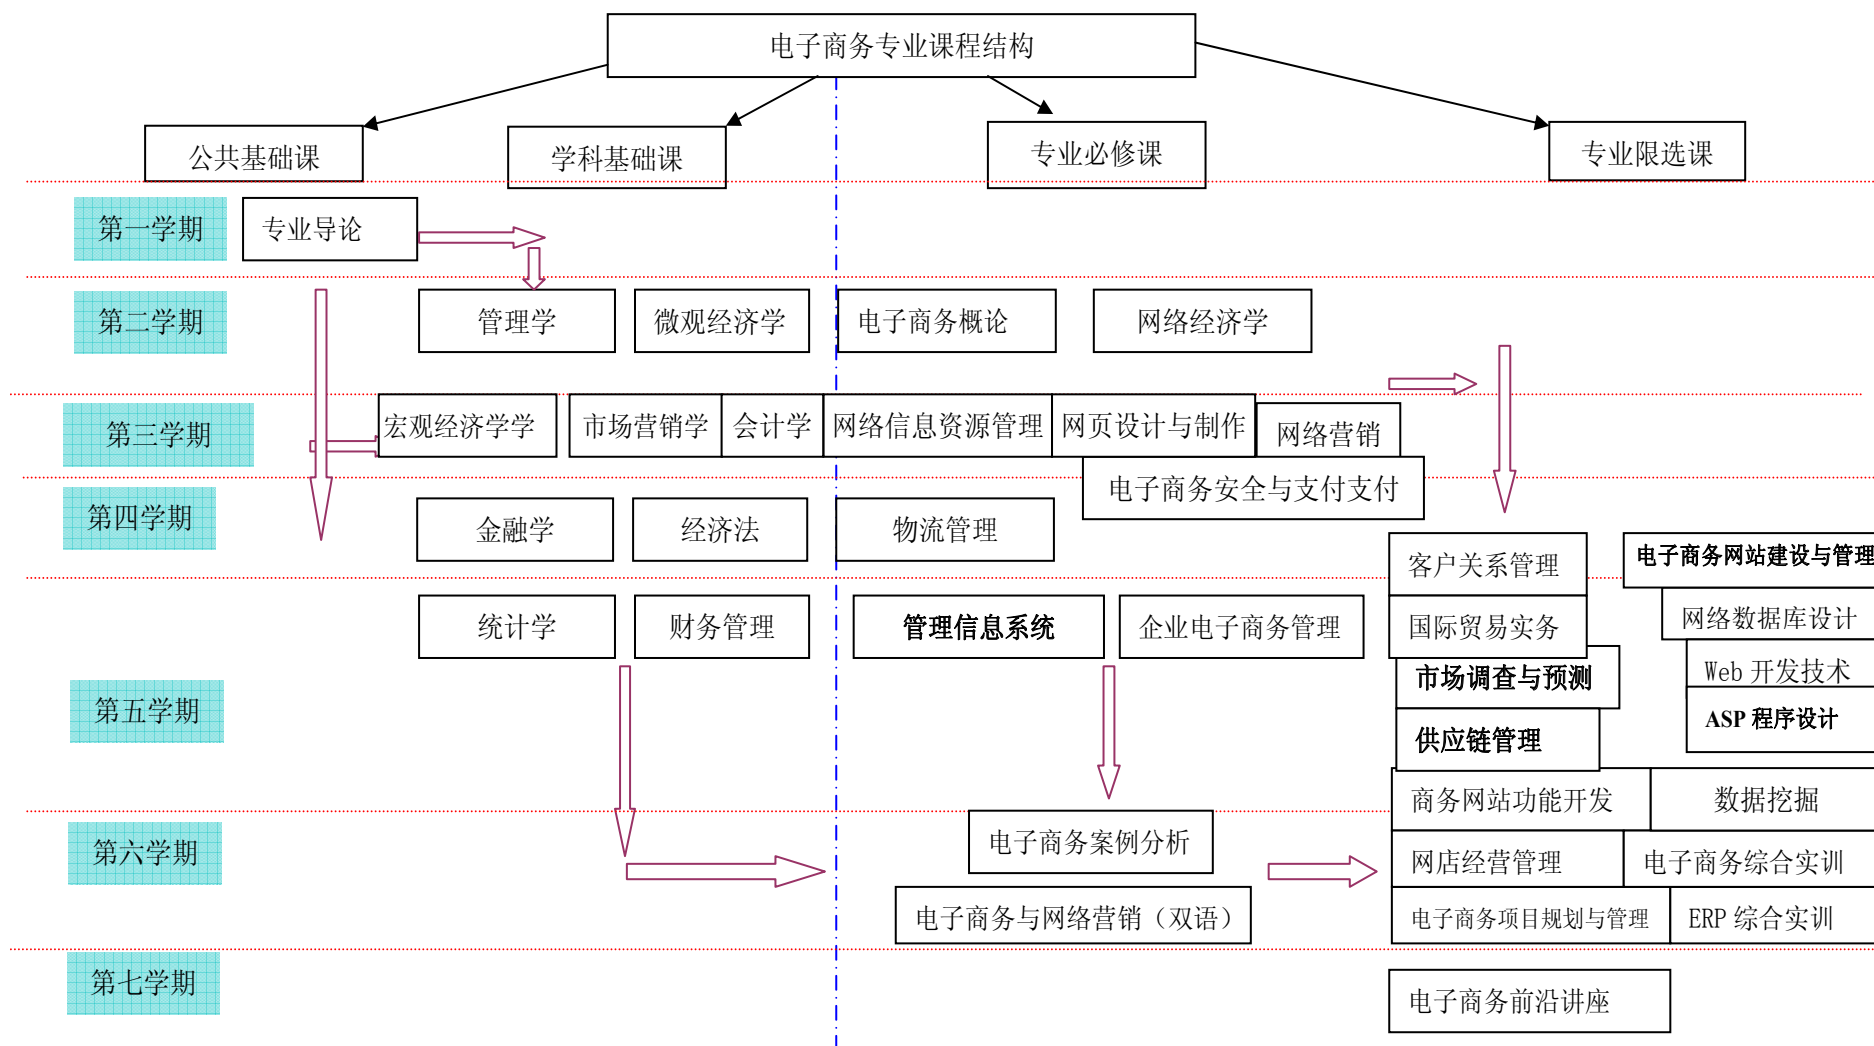 电子商务专业课程结构
公共基础课
学科基础课
专业必修课
专业限选课
第一学期
专业导论
第二学期
管理学
微观经济学
电子商务概论
网络经济学
第三学期
宏观经济学学
市场营销学
会计学
网络信息资源管理
网页设计与制作
网络营销
电子商务安全与支付支付
第四学期
金融学
经济法
物流管理
客户关系管理
电子商务网站建设与管理
统计学
财务管理
管理信息系统
企业电子商务管理
国际贸易实务
网络数据库设计
第五学期
市场调查与预测
Web 开发技术
供应链管理
ASP 程序设计
商务网站功能开发
数据挖掘
第六学期
电子商务案例分析
网店经营管理
电子商务综合实训
电子商务与网络营销（双语）
电子商务项目规划与管理
ERP 综合实训
第七学期
电子商务前沿讲座